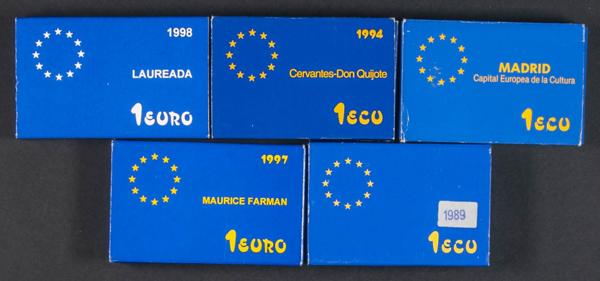 1998
LAUREADA
1EURO
1994
Cervantes-Don Quijote
1ECU
MADRID
Capital Europea de la Cultura
1ECU
1997
MAURICE FARMAN
1EURO
1989
1ECU